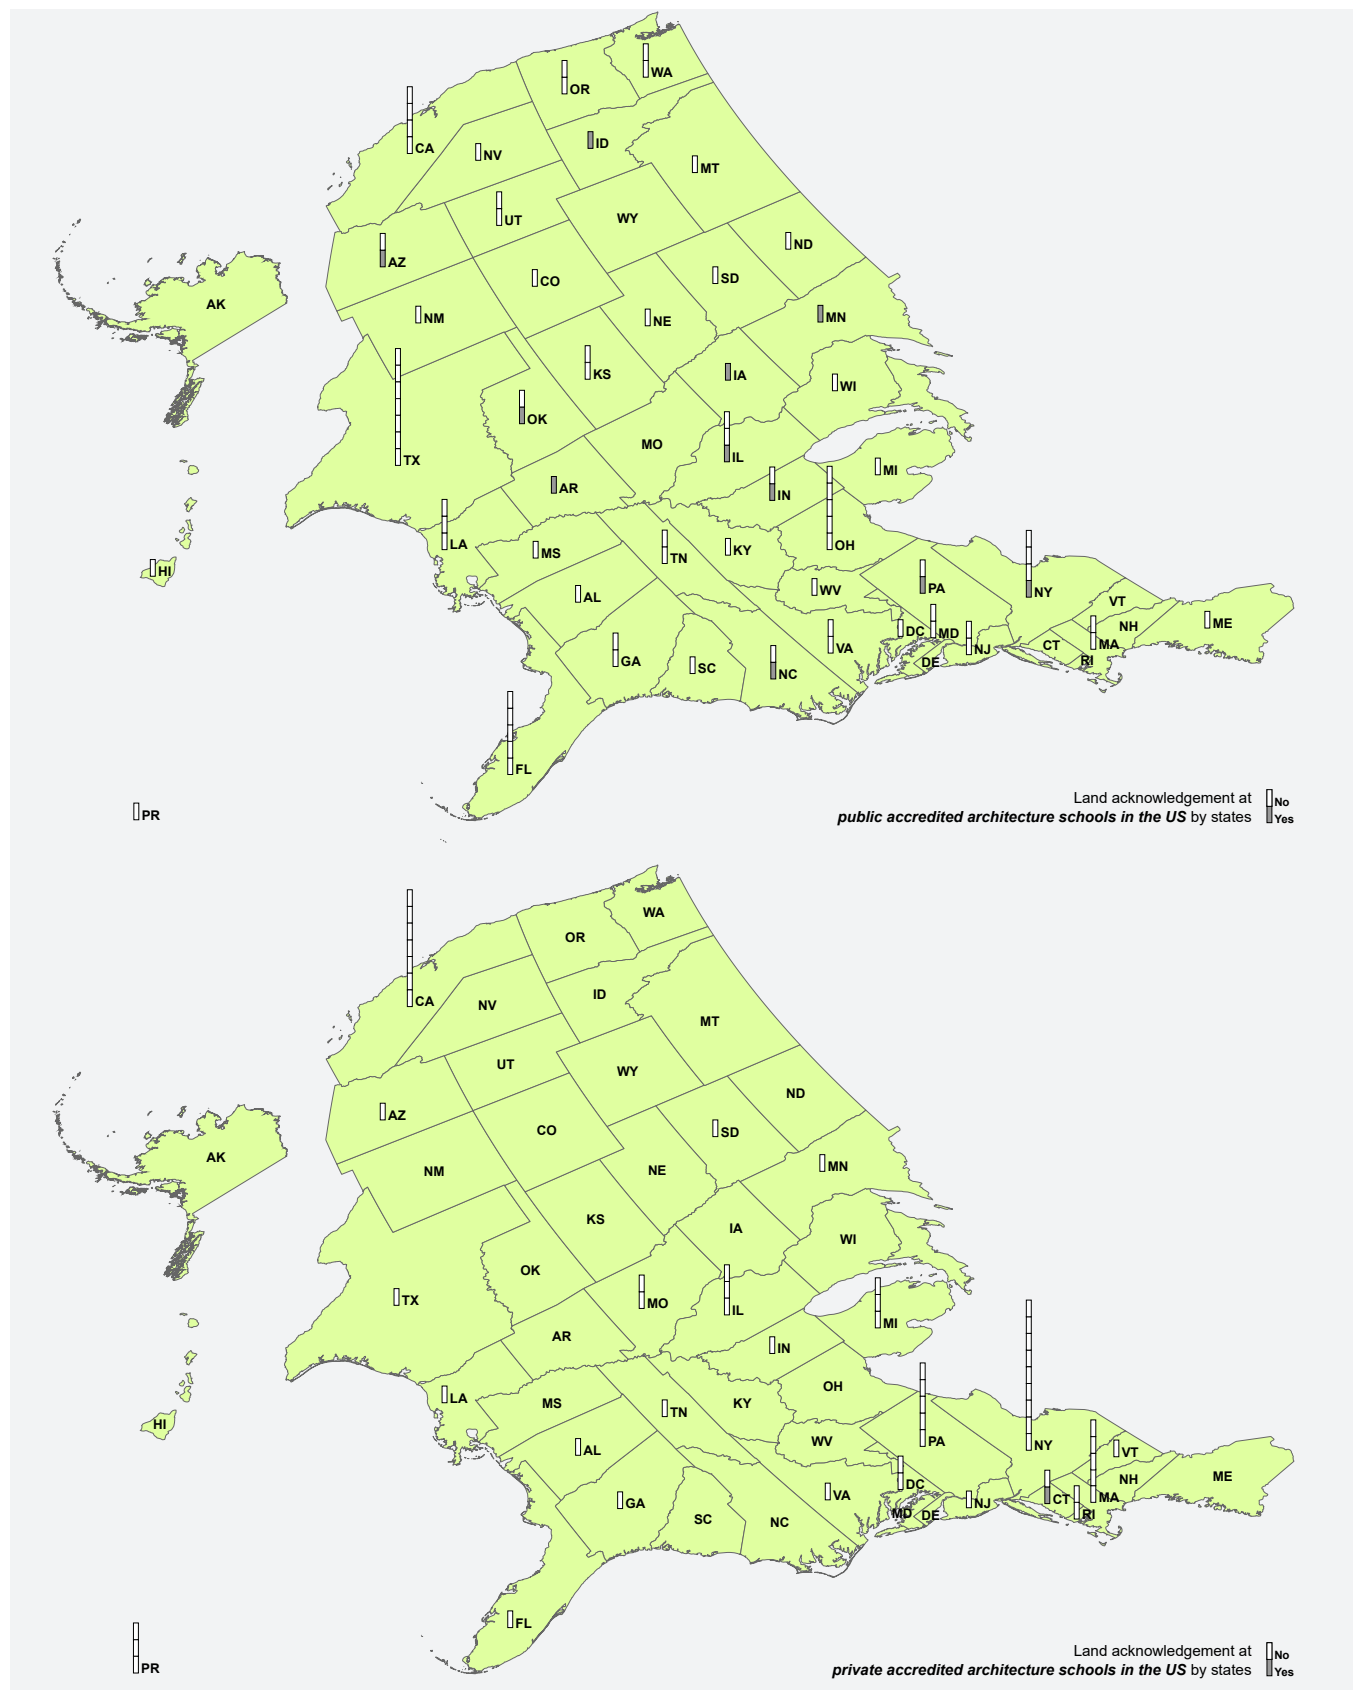 WA
OR
CA
ID
NV
MT
UT
WY
ND
AZ
CO
SD
AK
NM
NE
MN
KS
IA
WI
OK
MO
TX
IL
MI
AR
IN
LA
OH
MS
TN
KY
HI
AL
WV
PA
NY
VT
DC
MD
NH
ME
VA
NJ
CT
MA
GA
SC
NC
DE
RI
FL
PR
Land acknowledgement at
public accredited architecture schools in the US by states
No
Yes
WA
OR
CA
ID
NV
MT
UT
WY
ND
AZ
CO
SD
AK
NM
NE
MN
KS
IA
WI
OK
TX
MO
IL
MI
AR
IN
LA
OH
MS
TN
KY
HI
AL
WV
PA
NY
VT
DC
NH
ME
VA
CT
MA
GA
NJ
SC
NC
MD
DE
RI
FL
PR
Land acknowledgement at
private accredited architecture schools in the US by states
No
Yes